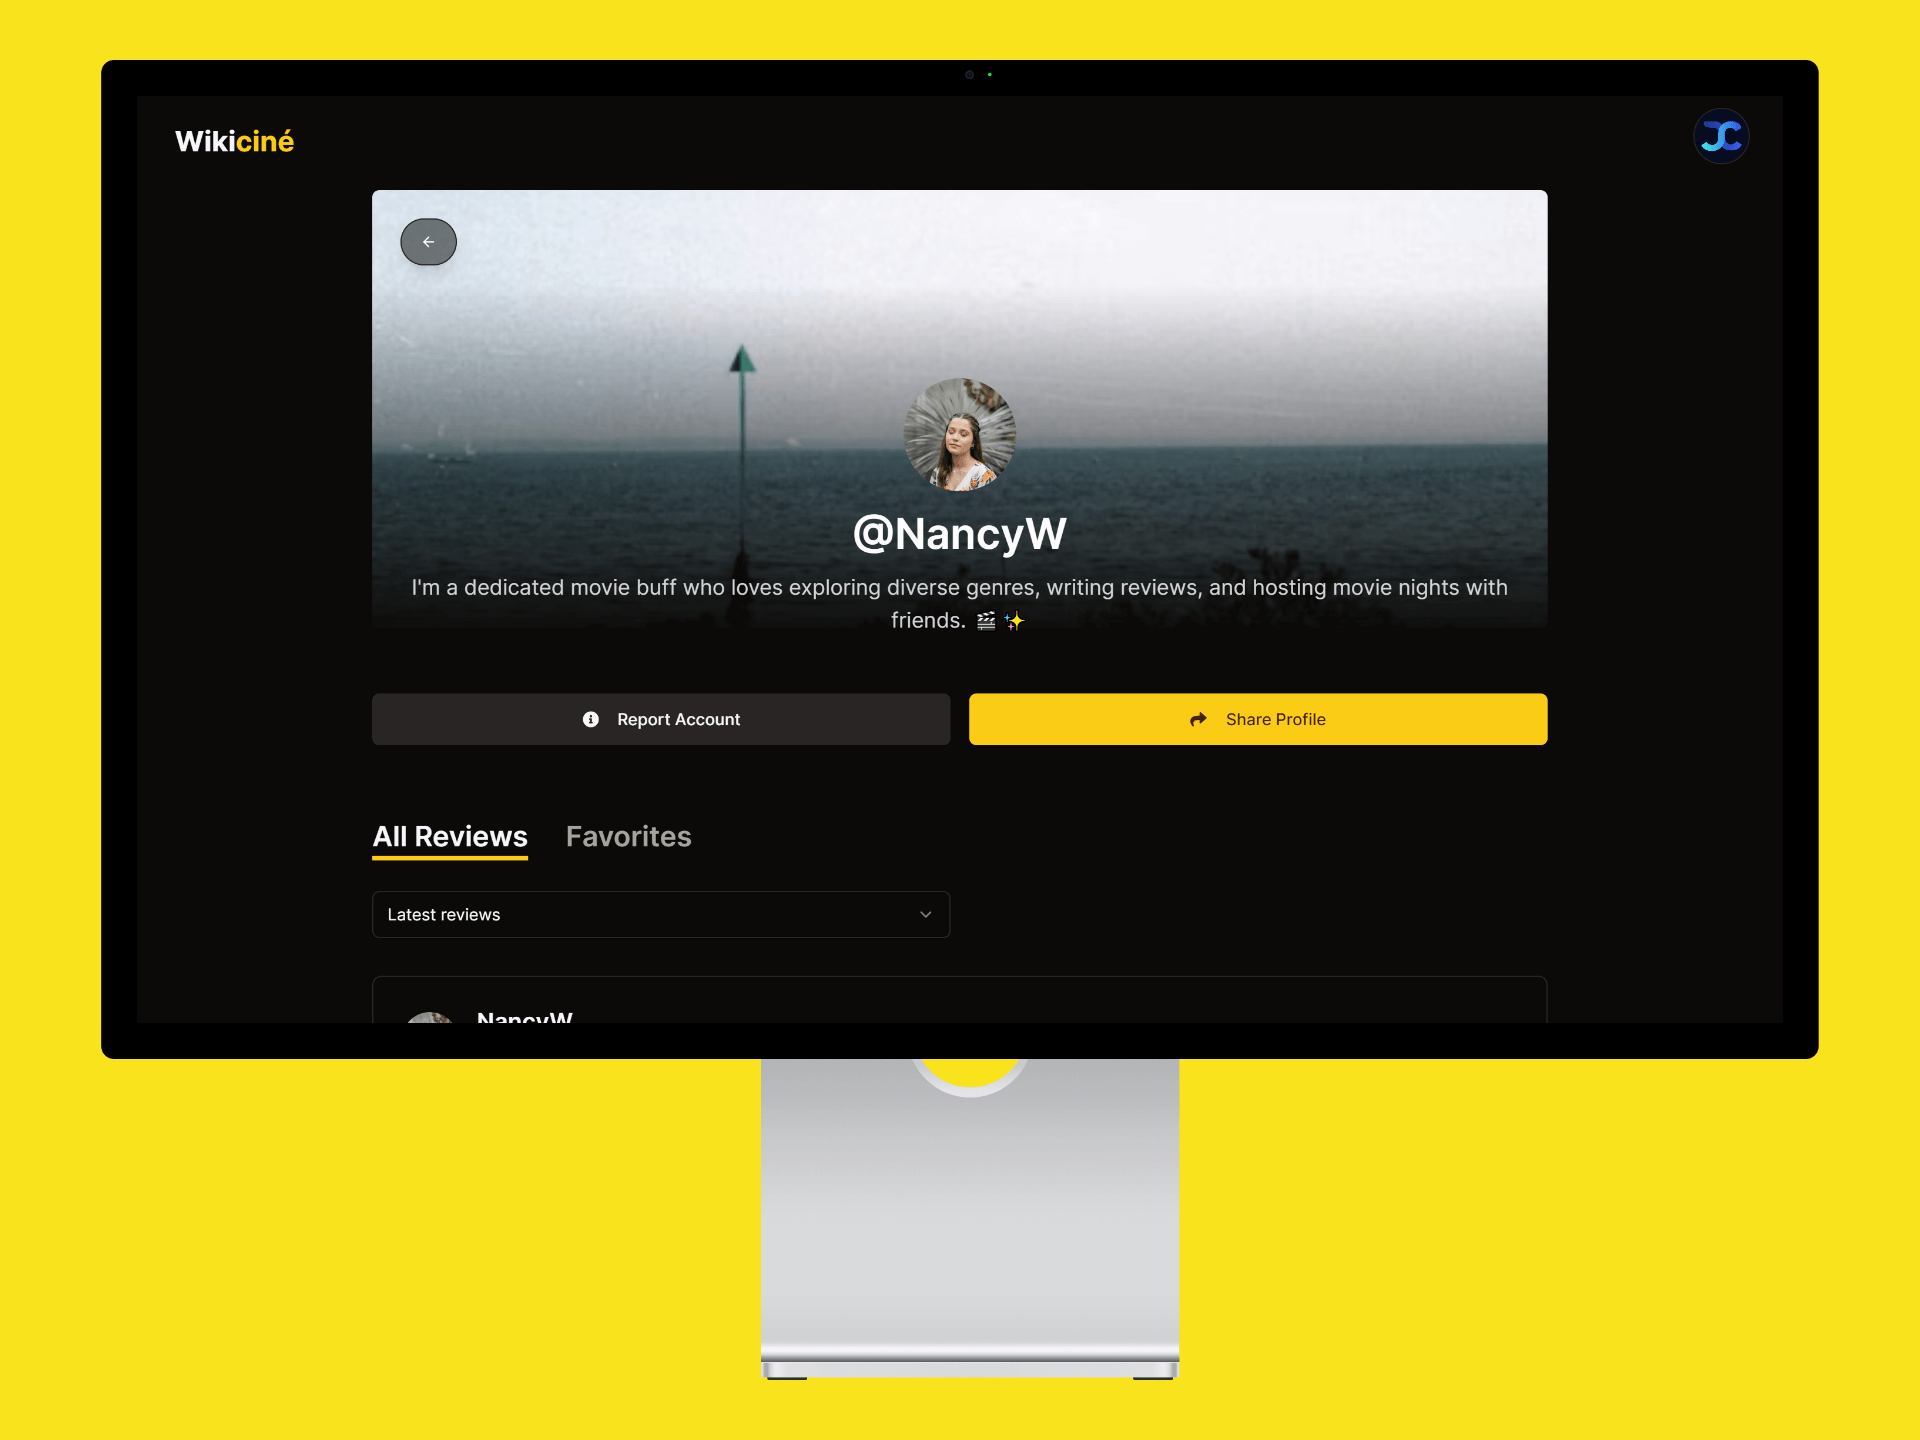 Wikiciné
@NancyW
I'm a dedicated movie buff who loves exploring diverse genres, writing reviews, and hosting movie nights with
friends. 🎬 ✨
Report Account
Share Profile
All Reviews
Favorites
Latest reviews
NancyW